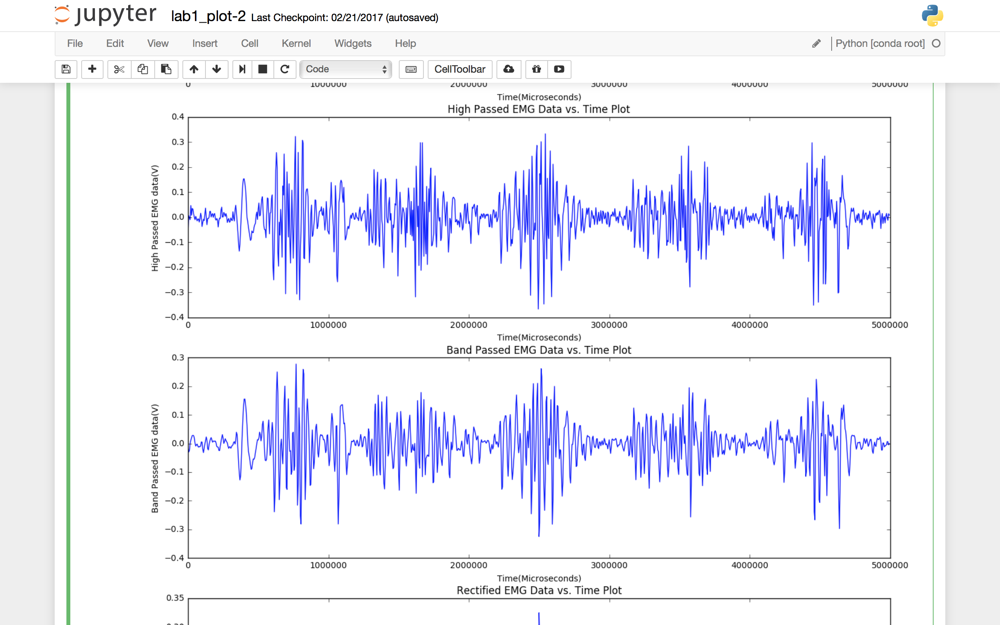 jupyter lab1_plot-2 Last Checkpoint: 02/21/2017 (autosaved)
File Edit View Insert Cell Kernel Widgets Help Python [conda root]
Code CellToolbar
0 1000000 2000000 3000000 4000000 5000000
Time(Microseconds)
High Passed EMG Data vs. Time Plot
0.4
0.3
0.2
0.1
0.0
−0.1
−0.2
−0.3
−0.4
High Passed EMG data(V)
0 1000000 2000000 3000000 4000000 5000000
Time(Microseconds)
Band Passed EMG Data vs. Time Plot
0.3
0.2
0.1
0.0
−0.1
−0.2
−0.3
−0.4
Band Passed EMG data(V)
0 1000000 2000000 3000000 4000000 5000000
Time(Microseconds)
Rectified EMG Data vs. Time Plot
0.35
0.30